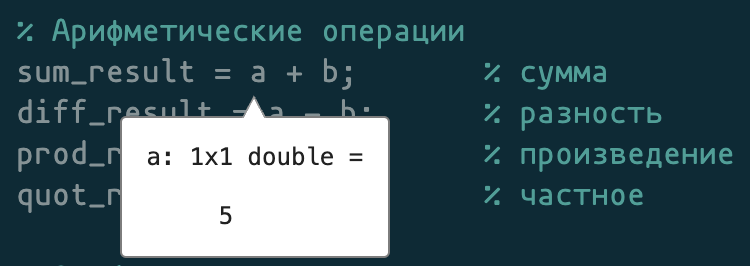 % Арифметические операции
sum_result = a + b; % сумма
diff_result = a - b; % разность
prod_r % произведение
quot_r % частное
a: 1x1 double =
5